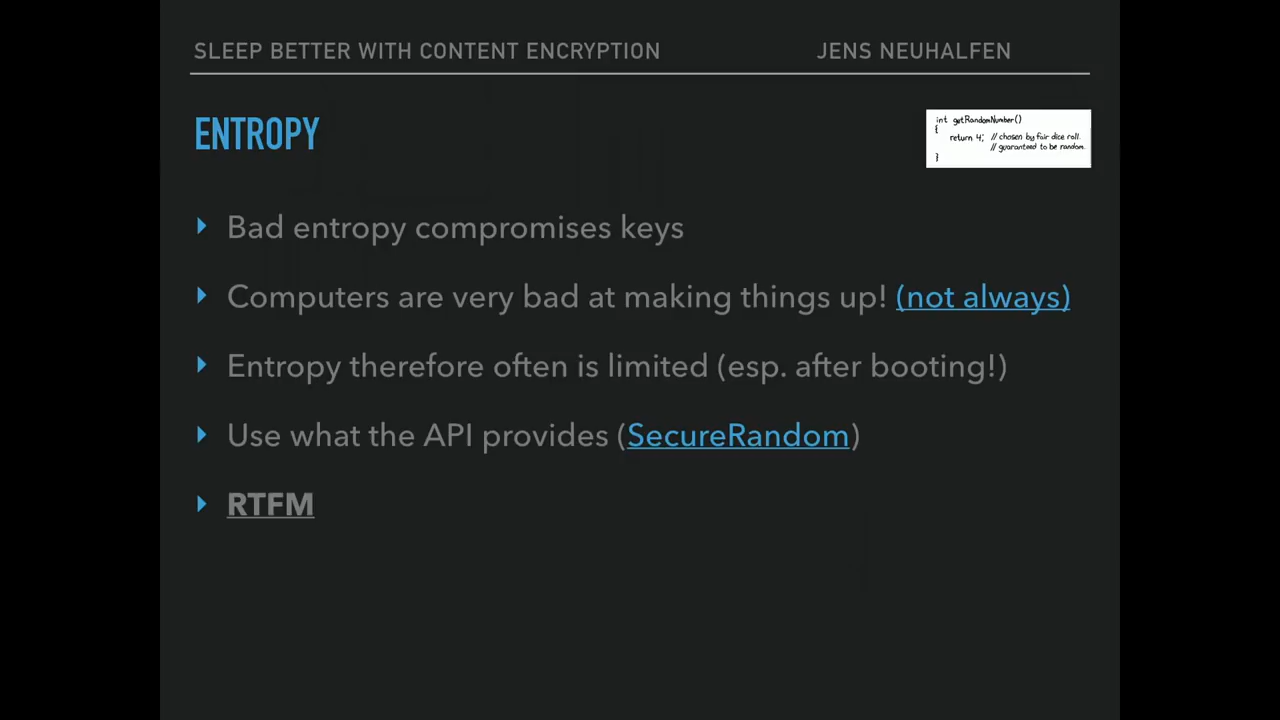 SLEEP BETTER WITH CONTENT ENCRYPTION JENS NEUHALFEN
ENTROPY
int getRandomNumber()
{
return 4; // chosen by fair dice roll.
// guaranteed to be random.
}
Bad entropy compromises keys
Computers are very bad at making things up! (not always)
Entropy therefore often is limited (esp. after booting!)
Use what the API provides (SecureRandom)
RTFM